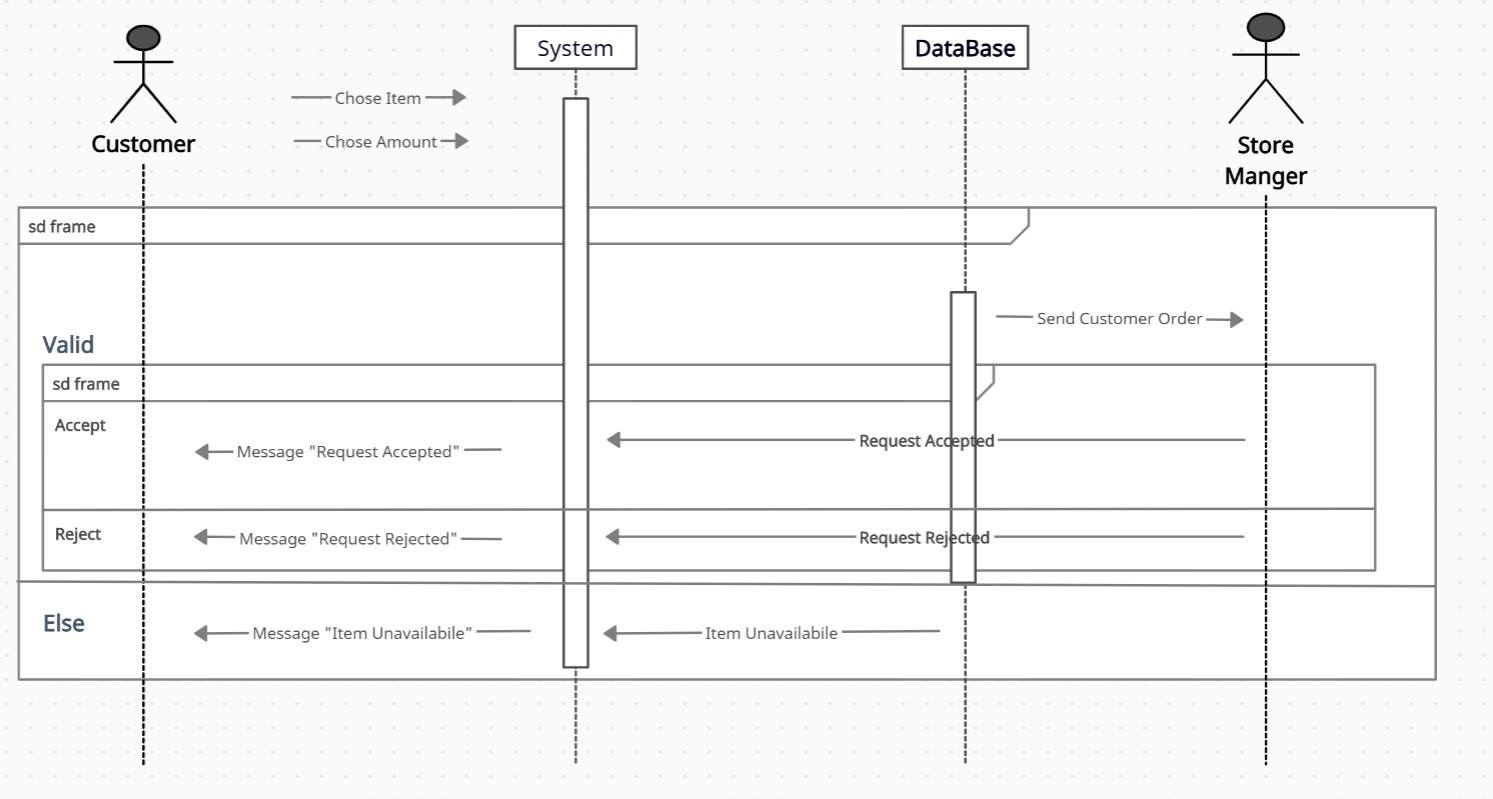 System
DataBase
Chose Item
Chose Amount
Customer
Store
Manger
sd frame
Send Customer Order
Valid
sd frame
Accept
Message "Request Accepted"
Request Accepted
Reject
Message "Request Rejected"
Request Rejected
Else
Message "Item Unavailabile"
Item Unavailabile